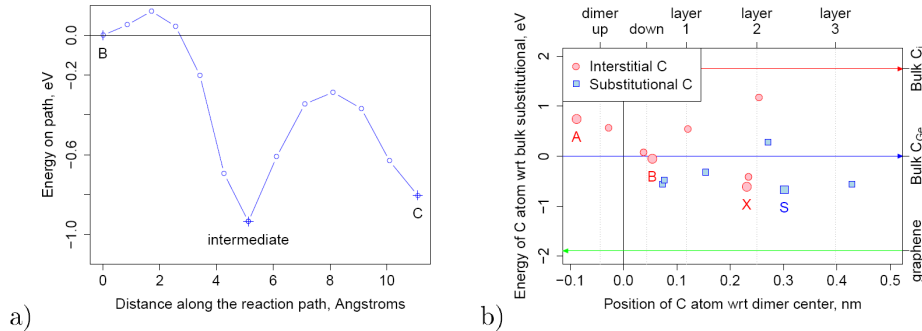 a)
Energy on path, eV
0.0
−0.2
−0.6
−1.0
B
intermediate
C
0 2 4 6 8 10
Distance along the reaction path, Angstroms
b)
dimer up
down
layer 1
layer 2
layer 3
Energy of C atom wrt bulk substitutional, eV
2
1
0
−1
−2
Interstitial C
Substitutional C
A
B
X
S
Bulk C
Bulk C_Ge
graphene
−0.1 0.0 0.1 0.2 0.3 0.4 0.5
Position of C atom wrt dimer center, nm